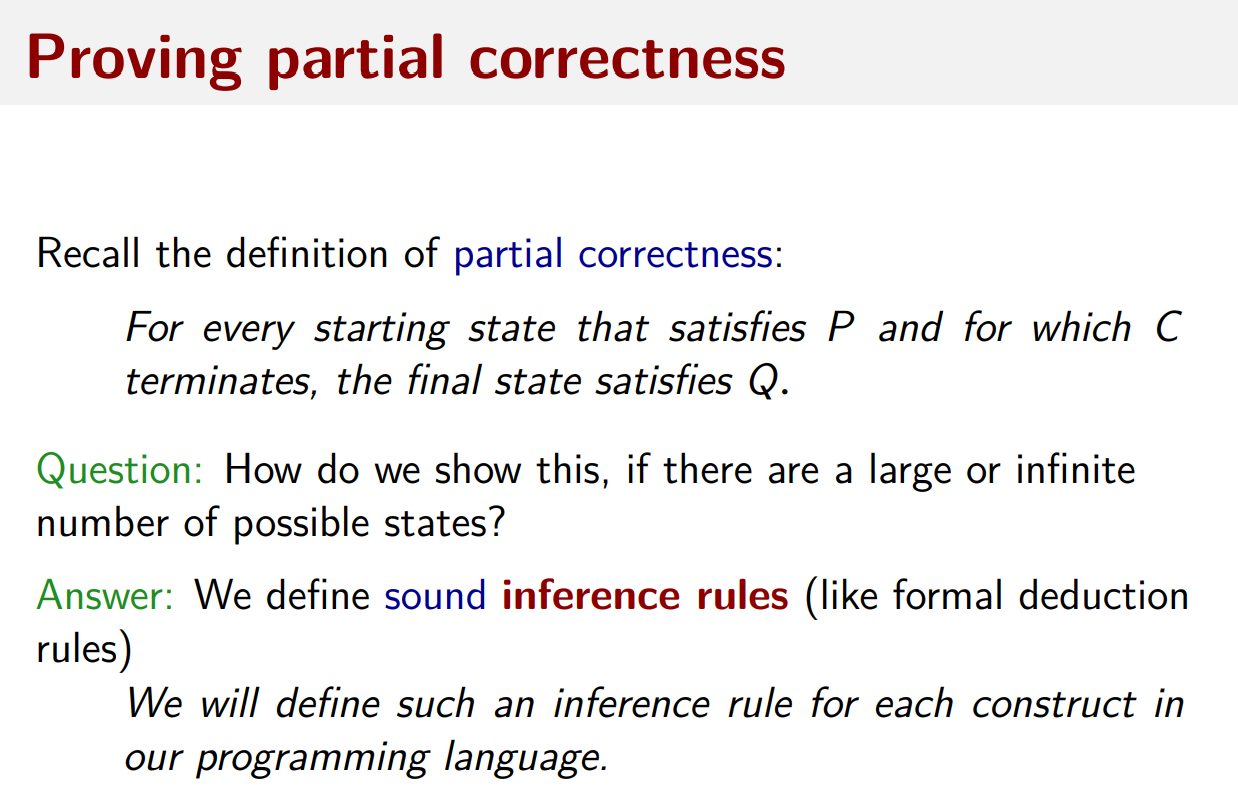 Proving partial correctness
Recall the definition of partial correctness:
For every starting state that satisfies P and for which C
terminates, the final state satisfies Q.
Question: How do we show this, if there are a large or infinite
number of possible states?
Answer: We define sound inference rules (like formal deduction
rules)
We will define such an inference rule for each construct in
our programming language.